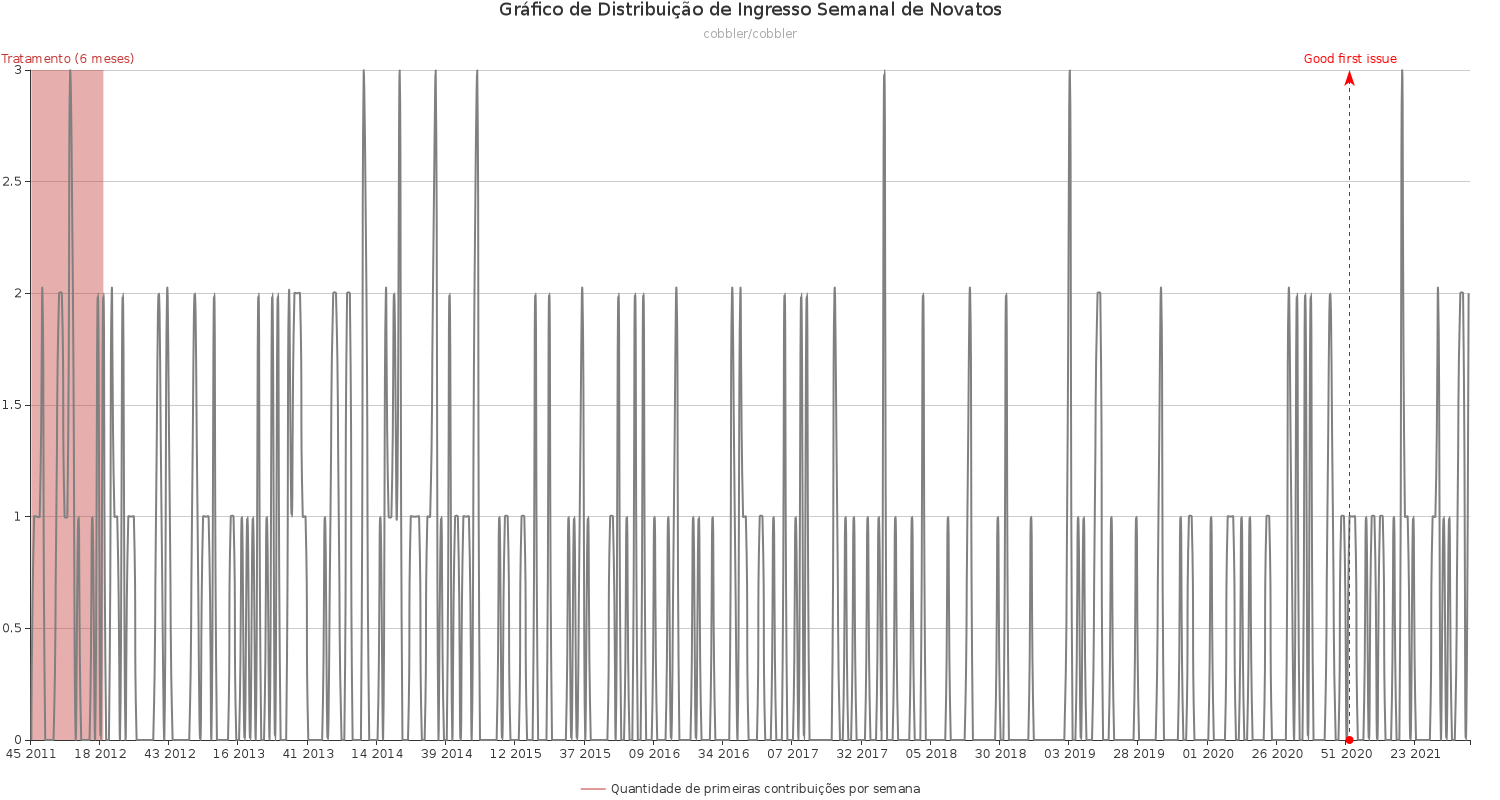 Gráfico de Distribuição de Ingresso Semanal de Novatos
cobbler/cobbler
Tratamento (6 meses)
Good first issue
3
2.5
2
1.5
1
0.5
0
45 2011 18 2012 43 2012 16 2013 41 2013 14 2014 39 2014 12 2015 37 2015 09 2016 34 2016 07 2017 32 2017 05 2018 30 2018 03 2019 28 2019 01 2020 26 2020 51 2020 23 2021
Quantidade de primeiras contribuições por semana